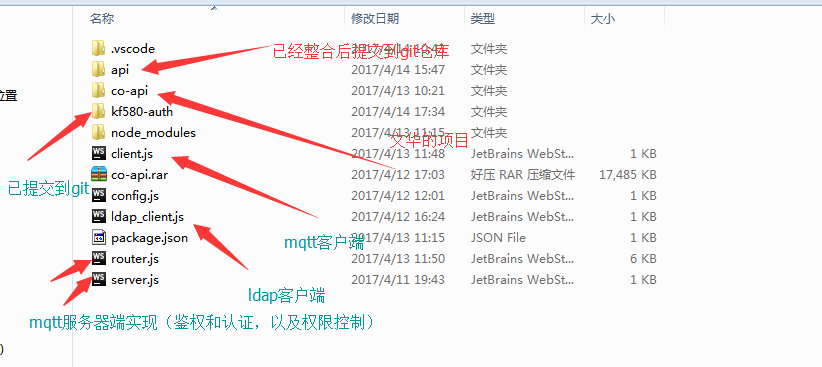 名称 修改日期 类型 大小
.vscode 2017/4/14 10:41 文件夹
已经整合后提交到git仓库
api 2017/4/14 15:47 文件夹
位置
co-api 2017/4/13 10:21 文件夹
kf580-auth 2017/4/14 17:34 文件夹
node_modules 2017/4/13 11:15 文件夹
文华的项目
client.js 2017/4/13 11:48 JetBrains WebSt... 1 KB
co-api.rar 2017/4/12 17:03 好压 RAR 压缩文件 17,485 KB
已提交到git
config.js 2017/4/12 12:01 JetBrains WebSt... 1 KB
ldap_client.js 2017/4/12 16:24 JetBrains WebSt... 1 KB
package.json 2017/4/13 11:15 JSON File 1 KB
mqtt客户端
router.js 2017/4/13 11:50 JetBrains WebSt... 6 KB
server.js 2017/4/11 19:43 JetBrains WebSt... 1 KB
ldap客户端
mqtt服务器端实现（鉴权和认证，以及权限控制）
)